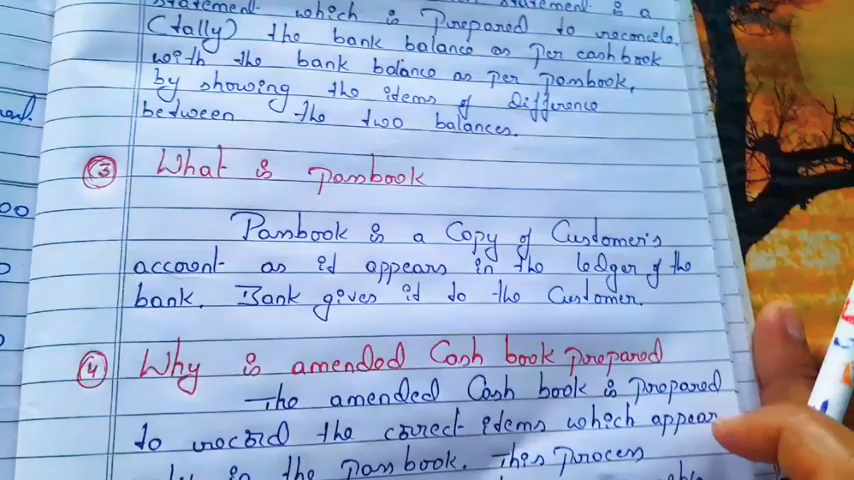 statement which is prepared to reconcile
(tally) the bank balance as per cashbook
with the bank balance as per passbook,
by showing the items of difference
between the two balances.
3 What is passbook
Passbook is a Copy of Customer's
account as it appears in the ledger of the
bank. Bank gives it to the Customer.
4 Why is amended Cash book prepared
The amended Cash book is prepared
to record the correct items which appear
in the passbook. This process